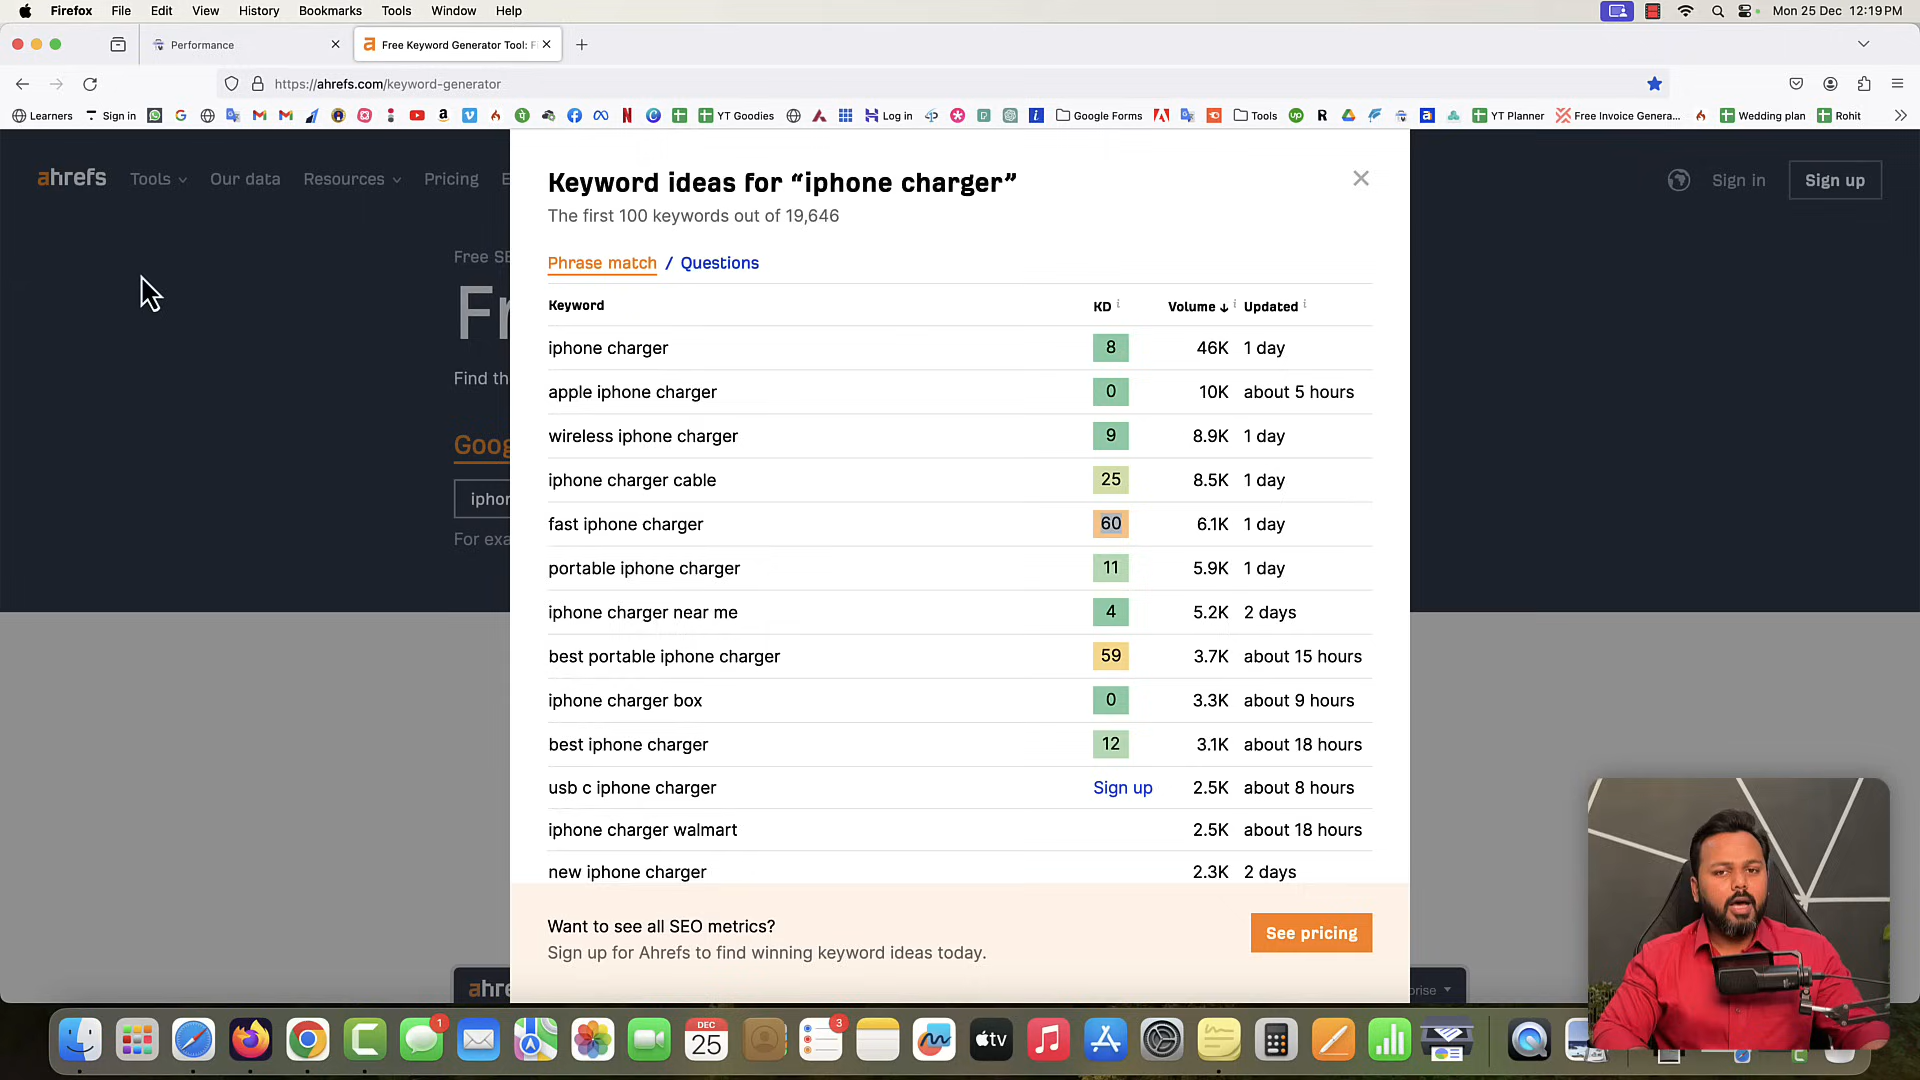 Firefox File Edit View History Bookmarks Tools Window Help Mon 25 Dec 12:19 PM
Performance Free Keyword Generator Tool: F
https://ahrefs.com/keyword-generator
Learners Sign in YT Goodies Log in Google Forms Tools YT Planner Free Invoice Genera... Wedding plan Rohit
ahrefs Tools Our data Resources Pricing E Sign in Sign up
Keyword ideas for “iphone charger”
The first 100 keywords out of 19,646
Free SE
Phrase match / Questions
Fr
Keyword KD Volume Updated
iphone charger 8 46K 1 day
Find th
apple iphone charger 0 10K about 5 hours
Goog
wireless iphone charger 9 8.9K 1 day
iphone charger cable 25 8.5K 1 day
iphon
fast iphone charger 60 6.1K 1 day
For exa
portable iphone charger 11 5.9K 1 day
iphone charger near me 4 5.2K 2 days
best portable iphone charger 59 3.7K about 15 hours
iphone charger box 0 3.3K about 9 hours
best iphone charger 12 3.1K about 18 hours
usb c iphone charger Sign up 2.5K about 8 hours
iphone charger walmart 2.5K about 18 hours
new iphone charger 2.3K 2 days
Want to see all SEO metrics?
Sign up for Ahrefs to find winning keyword ideas today.
See pricing
ahre prise
1 DEC 25 3 tv